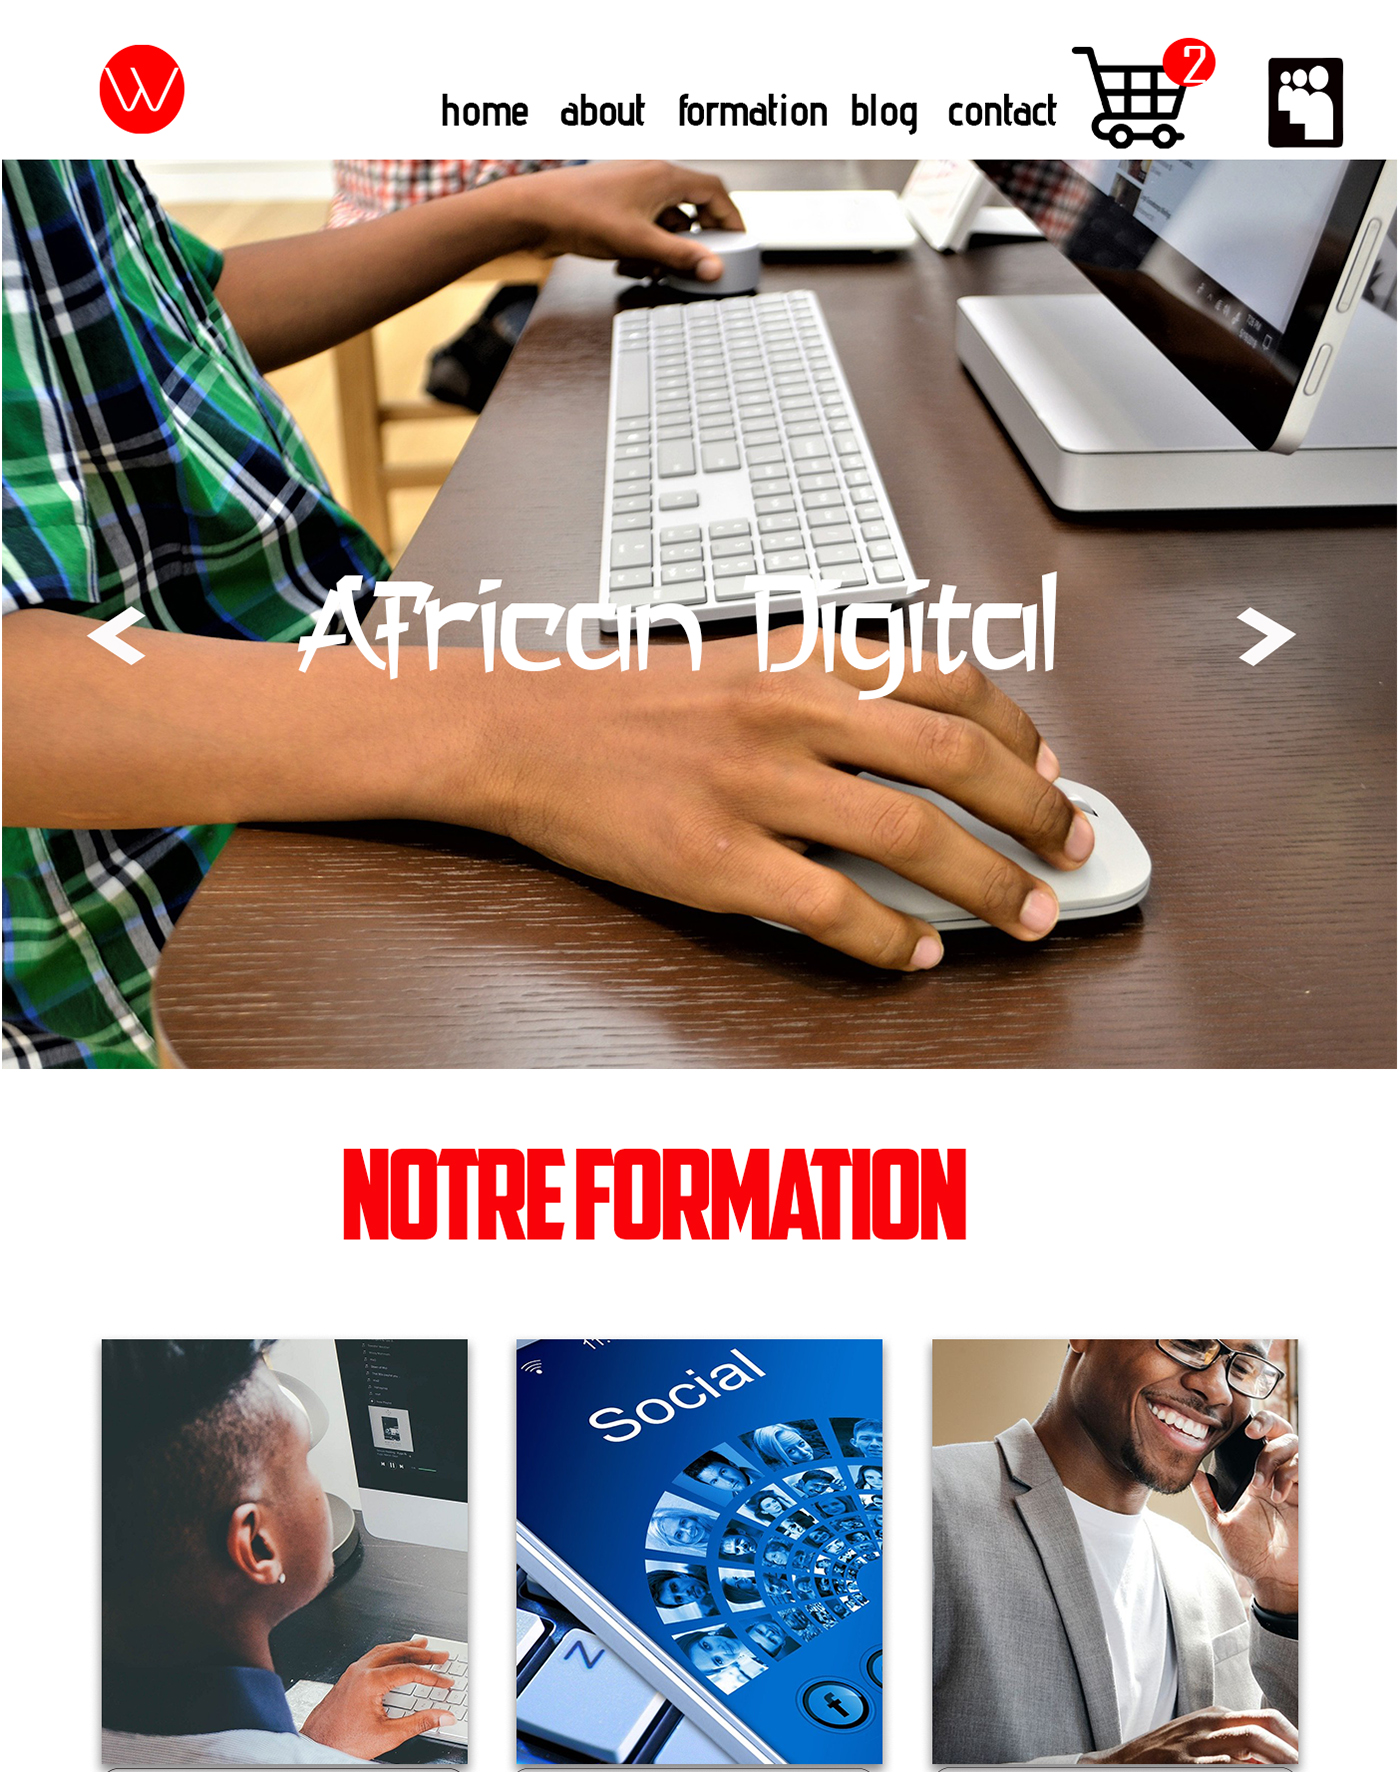 W
home about formation blog contact 2
< African Digital >
NOTRE FORMATION
Social
N
f